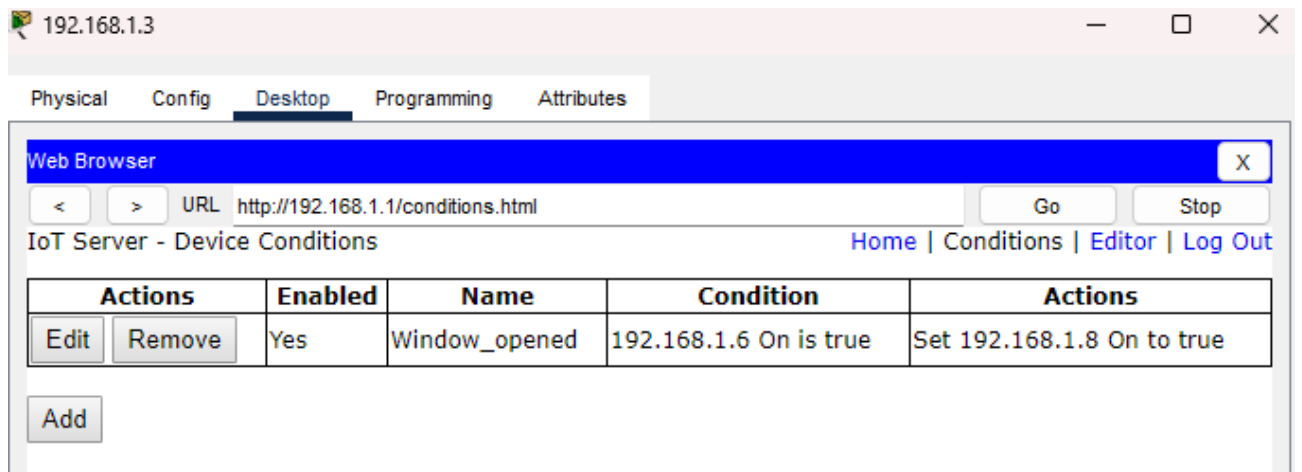 192.168.1.3
Physical Config Desktop Programming Attributes
Web Browser X
< > URL http://192.168.1.1/conditions.html Go Stop
IoT Server - Device Conditions Home | Conditions | Editor | Log Out
Actions Enabled Name Condition Actions
Edit Remove Yes Window_opened 192.168.1.6 On is true Set 192.168.1.8 On to true
Add